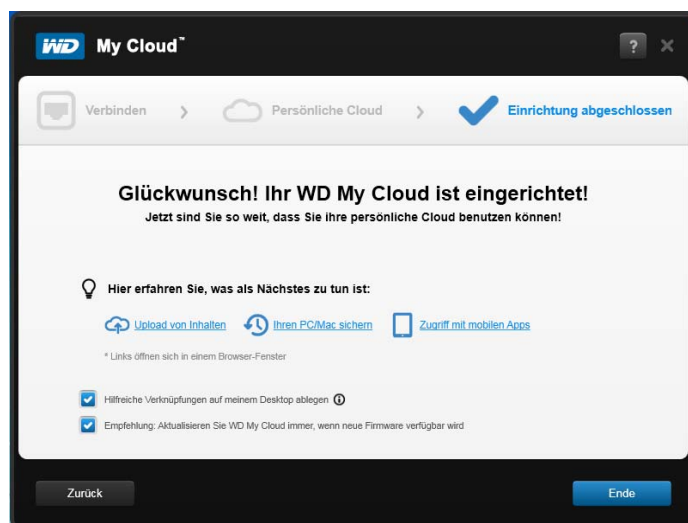 WD My Cloud™ ?
Verbinden > Persönliche Cloud > Einrichtung abgeschlossen
Glückwunsch! Ihr WD My Cloud ist eingerichtet!
Jetzt sind Sie so weit, dass Sie ihre persönliche Cloud benutzen können!
Hier erfahren Sie, was als Nächstes zu tun ist:
Upload von Inhalten Ihren PC/Mac sichern Zugriff mit mobilen Apps
* Links öffnen sich in einem Browser-Fenster
Hilfreiche Verknüpfungen auf meinem Desktop ablegen
Empfehlung: Aktualisieren Sie WD My Cloud immer, wenn neue Firmware verfügbar wird
Zurück Ende